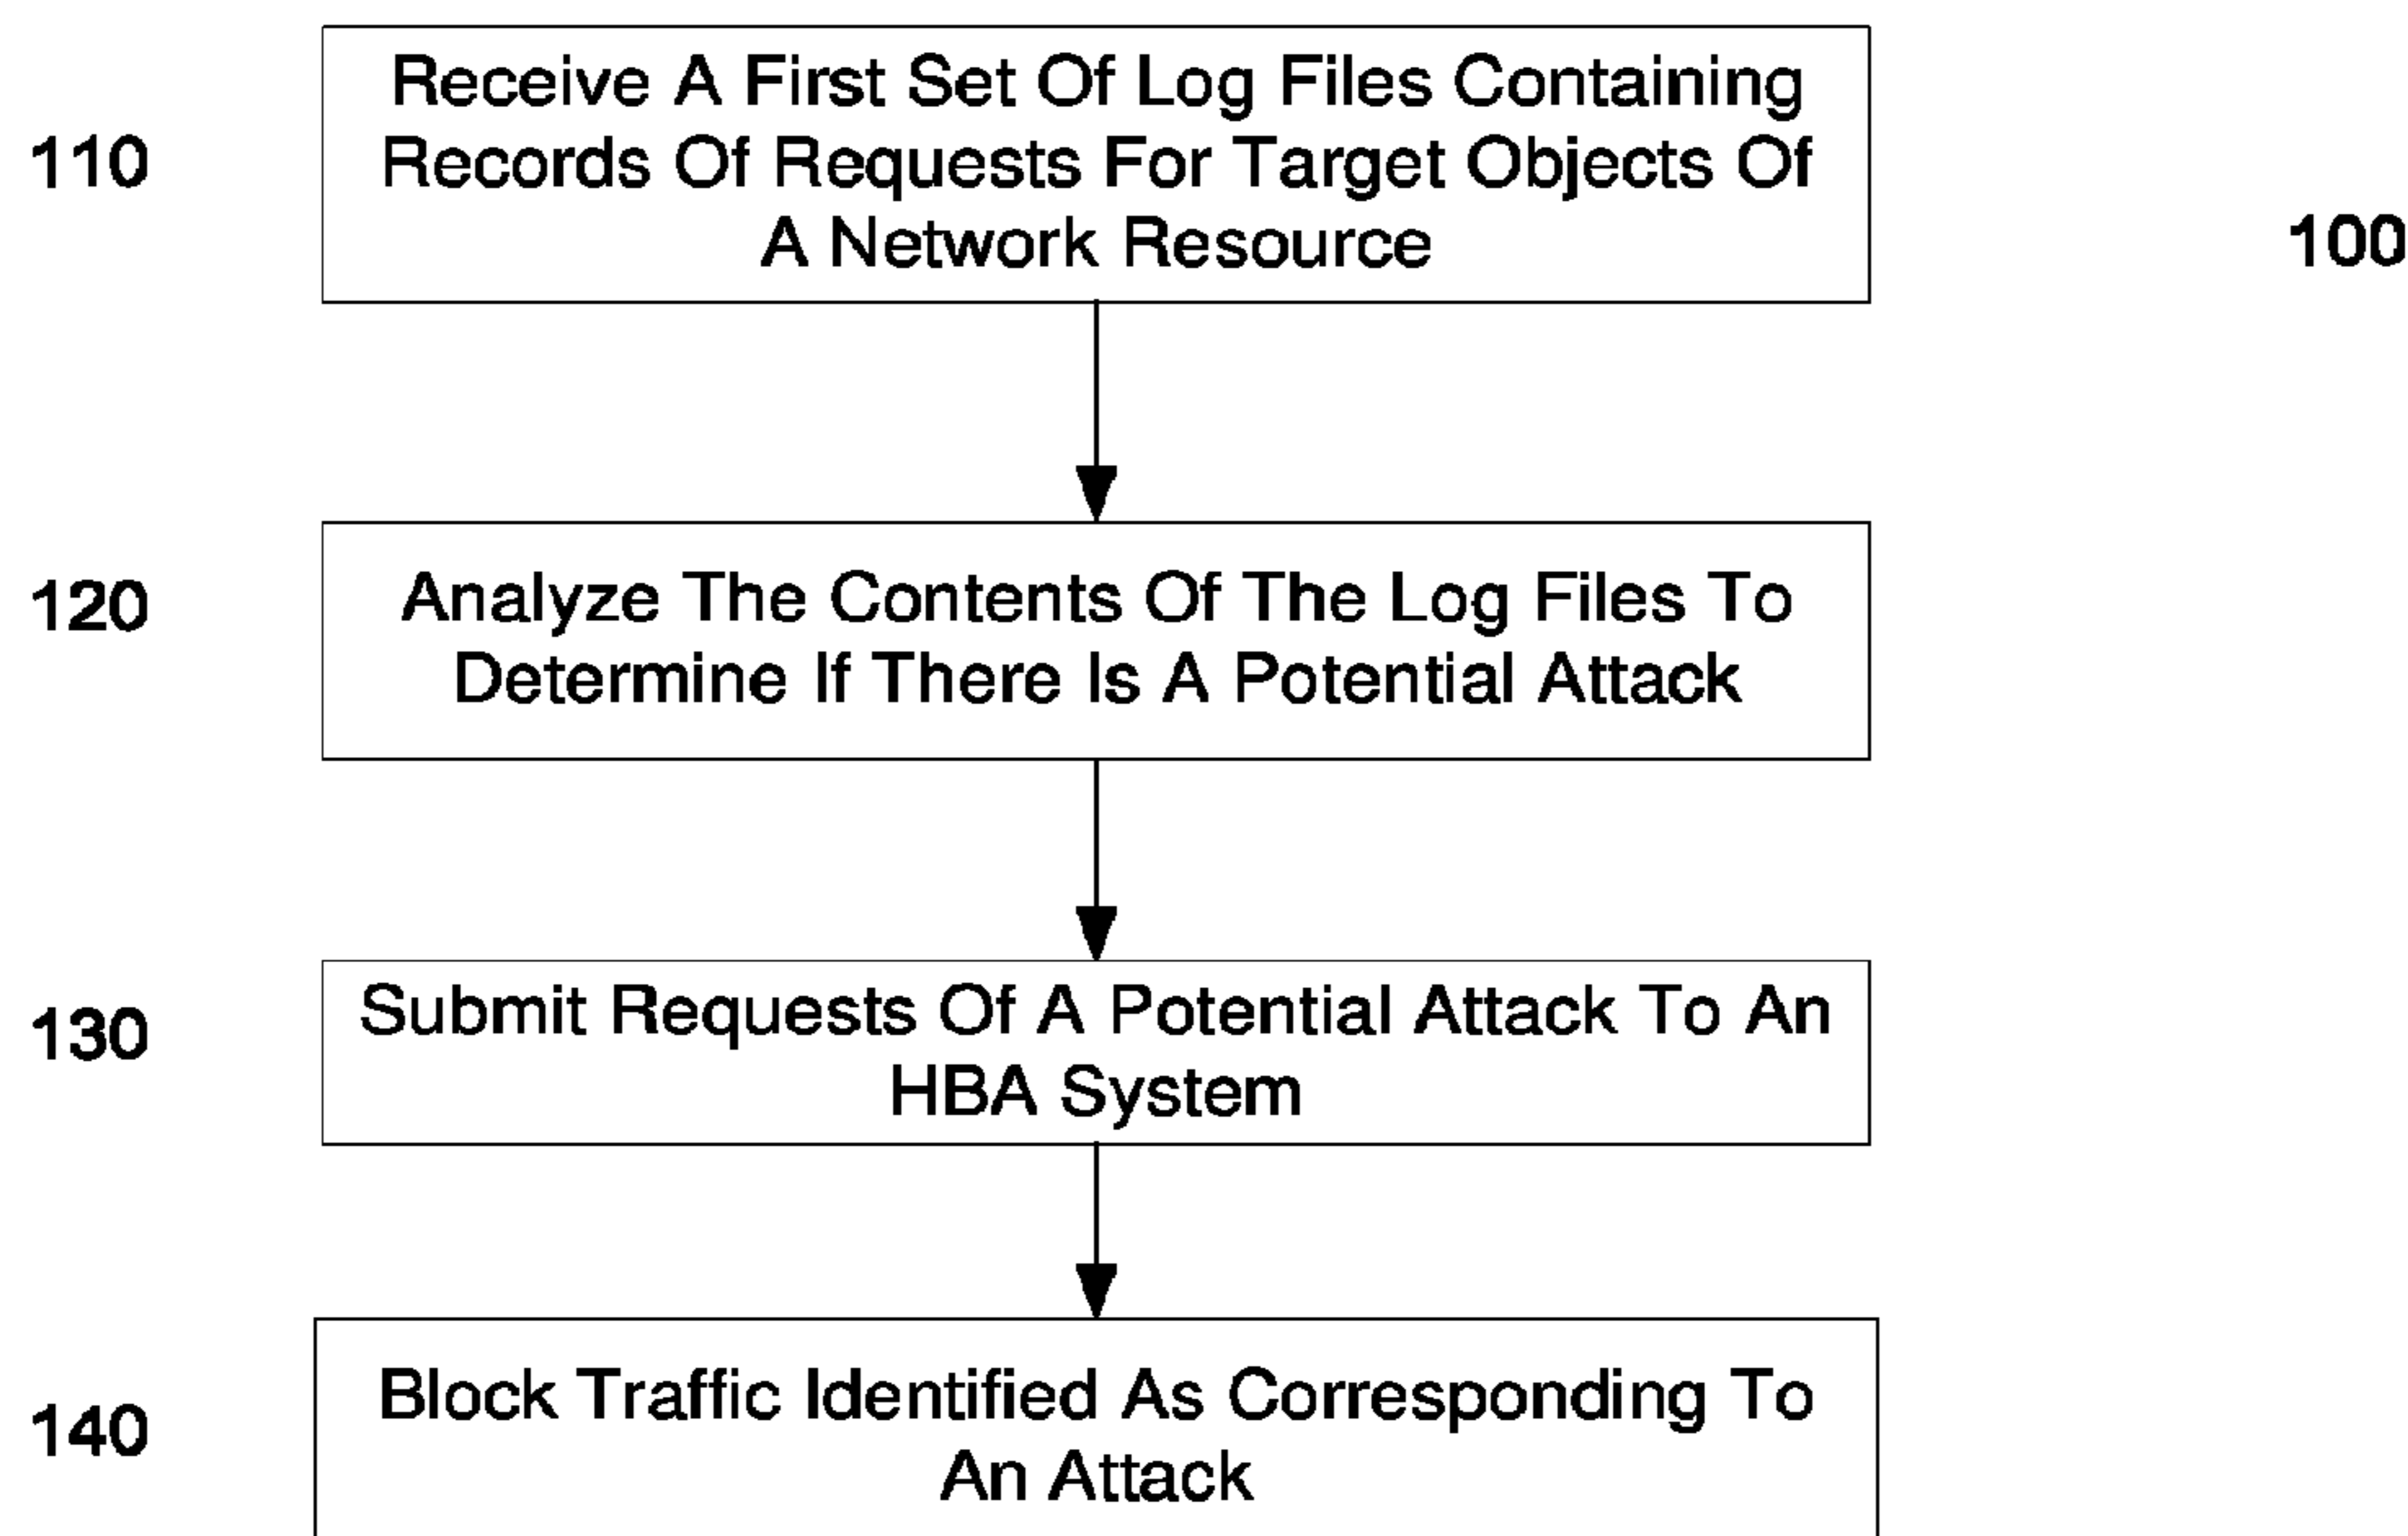 Receive A First Set Of Log Files Containing
110
Records Of Requests For Target Objects Of
A Network Resource
100
120
Analyze The Contents Of The Log Files To
Determine If There Is A Potential Attack
130
Submit Requests Of A Potential Attack To An
HBA System
140
Block Traffic Identified As Corresponding To
An Attack